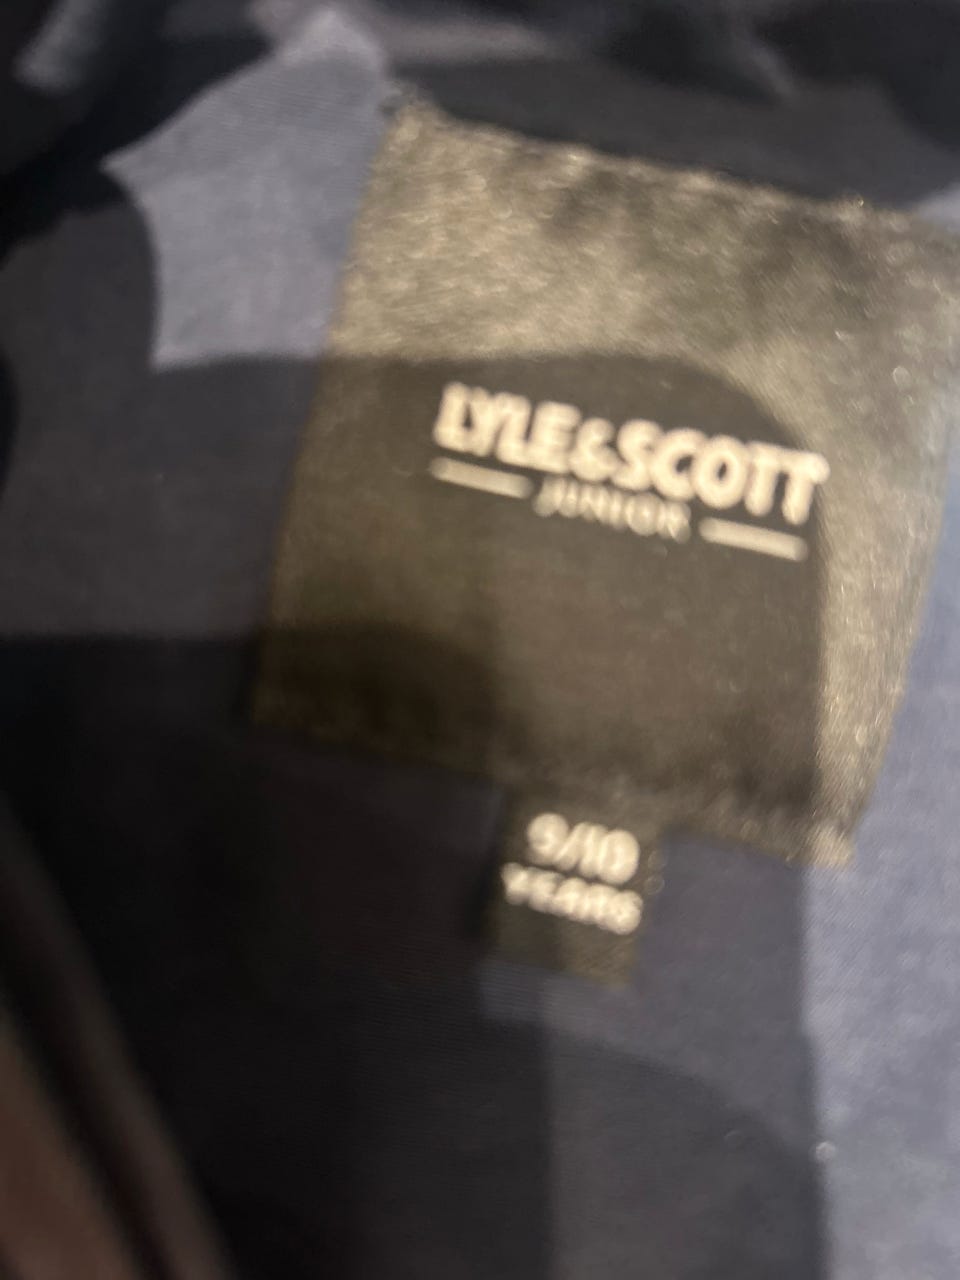 LYLE&SCOTT
JUNIOR
9/10
YEARS